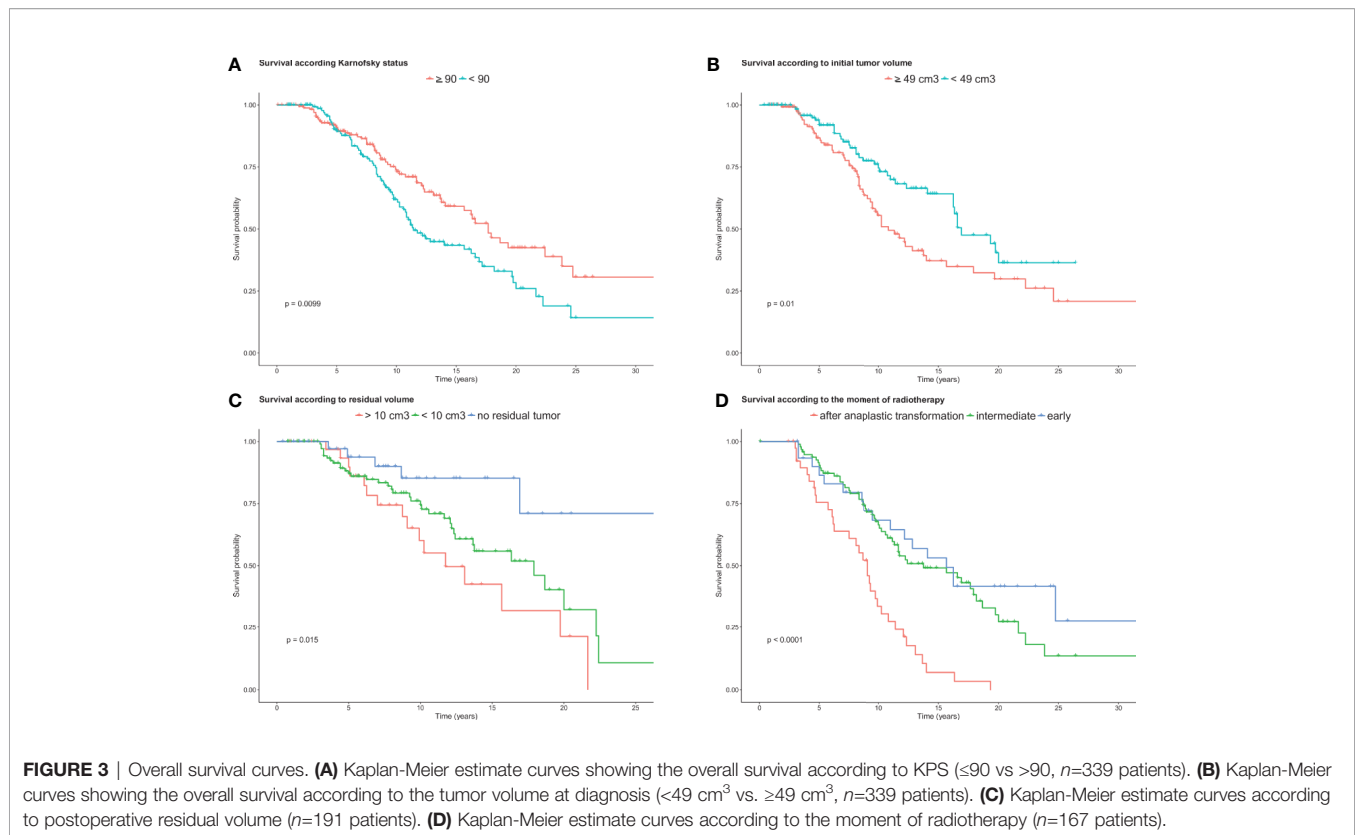 A Survival according Karnofsky status
≥ 90 < 90
Survival probability
1.00
0.75
0.50
0.25
0.00
p = 0.0099
0 5 10 15 20 25 30
Time (years)
B Survival according to initial tumor volume
≥ 49 cm3 < 49 cm3
Survival probability
1.00
0.75
0.50
0.25
0.00
p = 0.01
0 5 10 15 20 25 30
Time (years)
C Survival according to residual volume
> 10 cm3 < 10 cm3 no residual tumor
Survival probability
1.00
0.75
0.50
0.25
0.00
p = 0.015
0 5 10 15 20 25
Time (years)
D Survival according to the moment of radiotherapy
after anaplastic transformation intermediate early
Survival probability
1.00
0.75
0.50
0.25
0.00
p < 0.0001
0 5 10 15 20 25 30
Time (years)
FIGURE 3 | Overall survival curves. (A) Kaplan-Meier estimate curves showing the overall survival according to KPS (≤90 vs >90, n=339 patients). (B) Kaplan-Meier
curves showing the overall survival according to the tumor volume at diagnosis (<49 cm³ vs. ≥49 cm³, n=339 patients). (C) Kaplan-Meier estimate curves according
to postoperative residual volume (n=191 patients). (D) Kaplan-Meier estimate curves according to the moment of radiotherapy (n=167 patients).